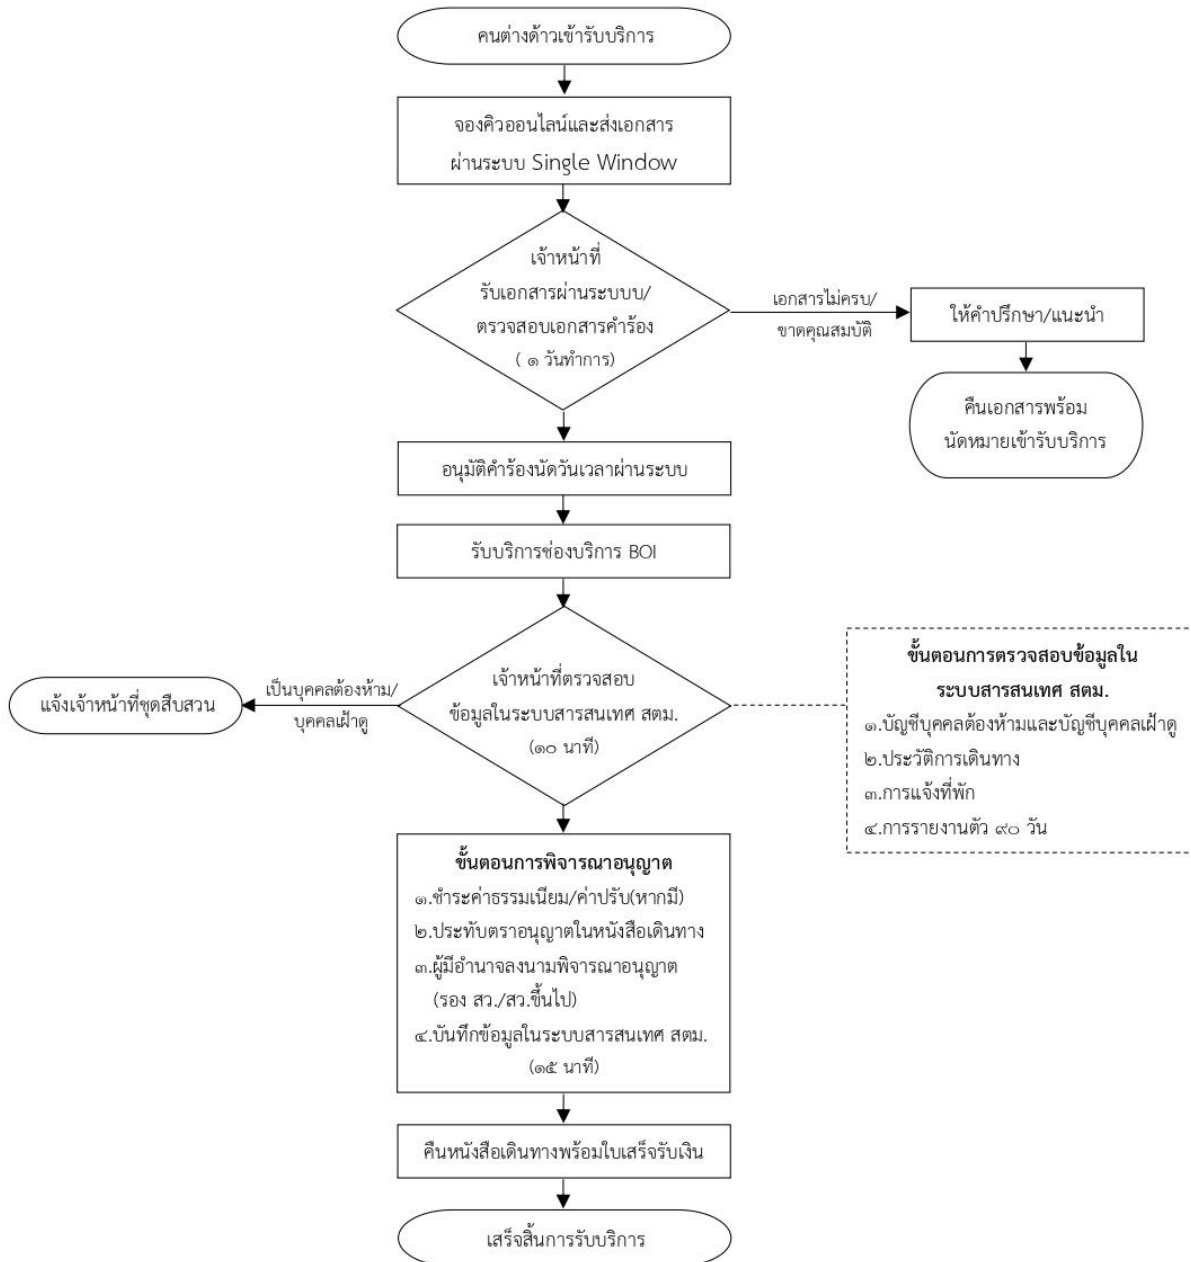 คนต่างด้าวเข้ารับบริการ
จองคิวออนไลน์และส่งเอกสาร
ผ่านระบบ Single Window
เจ้าหน้าที่
รับเอกสารผ่านระบบบ/
ตรวจสอบเอกสารคำร้อง
( ๑ วันทำการ)
เอกสารไม่ครบ/
ขาดคุณสมบัติ
ให้คำปรึกษา/แนะนำ
คืนเอกสารพร้อม
นัดหมายเข้ารับบริการ
อนุมัติคำร้องนัดวันเวลาผ่านระบบ
รับบริการช่องบริการ BOI
เจ้าหน้าที่ตรวจสอบ
ข้อมูลในระบบสารสนเทศ สตม.
(๑๐ นาที)
เป็นบุคคลต้องห้าม/
บุคคลเฝ้าดู
แจ้งเจ้าหน้าที่ชุดสืบสวน
ขั้นตอนการตรวจสอบข้อมูลใน
ระบบสารสนเทศ สตม.
๑.บัญชีบุคคลต้องห้ามและบัญชีบุคคลเฝ้าดู
๒.ประวัติการเดินทาง
๓.การแจ้งที่พัก
๔.การรายงานตัว ๙๐ วัน
ขั้นตอนการพิจารณาอนุญาต
๑.ชำระค่าธรรมเนียม/ค่าปรับ(หากมี)
๒.ประทับตราอนุญาตในหนังสือเดินทาง
๓.ผู้มีอำนาจลงนามพิจารณาอนุญาต
(รอง สว./สว.ขึ้นไป)
๔.บันทึกข้อมูลในระบบสารสนเทศ สตม.
(๑๕ นาที)
คืนหนังสือเดินทางพร้อมใบเสร็จรับเงิน
เสร็จสิ้นการรับบริการ